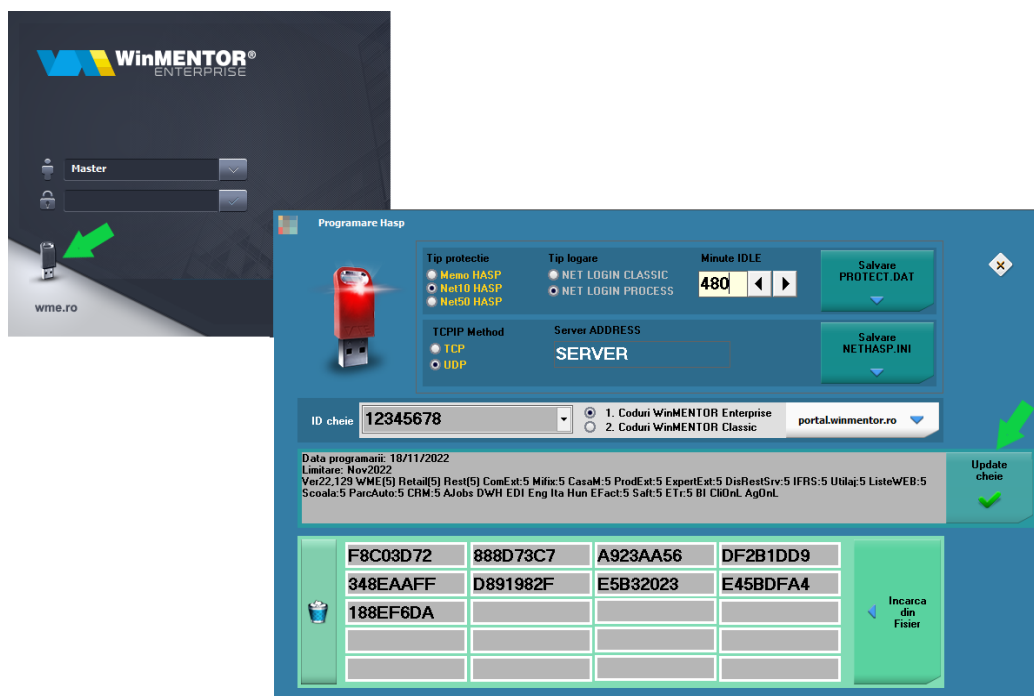 WinMENTOR®
ENTERPRISE
Master
wme.ro
Programare Hasp
Tip protectie
Memo HASP
Net10 HASP
Net50 HASP
Tip logare
NET LOGIN CLASSIC
NET LOGIN PROCESS
Minute IDLE
480
Salvare
PROTECT.DAT
TCPIP Method
TCP
UDP
Server ADDRESS
SERVER
Salvare
NETHASP.INI
ID cheie
12345678
1. Coduri WinMENTOR Enterprise
2. Coduri WinMENTOR Classic
portal.winmentor.ro
Data programarii: 18/11/2022
Limitare: Nov2022
Ver22,129 WME(5) Retail(5) Rest(5) ComExt:5 Mifix:5 CasaM:5 ProdExt:5 ExpertExt:5 DisRestSrv:5 IFRS:5 Utilaj:5 ListeWEB:5
Scoala:5 ParcAuto:5 CRM:5 AJobs DWH EDI Eng Ita Hun EFact:5 Saft:5 ETr:5 BI CliOnL AgOnL
Update
cheie
F8C03D72 888D73C7 A923AA56 DF2B1DD9
348EAAFF D891982F E5B32023 E45BDFA4
188EF6DA
Incarca
din
Fisier